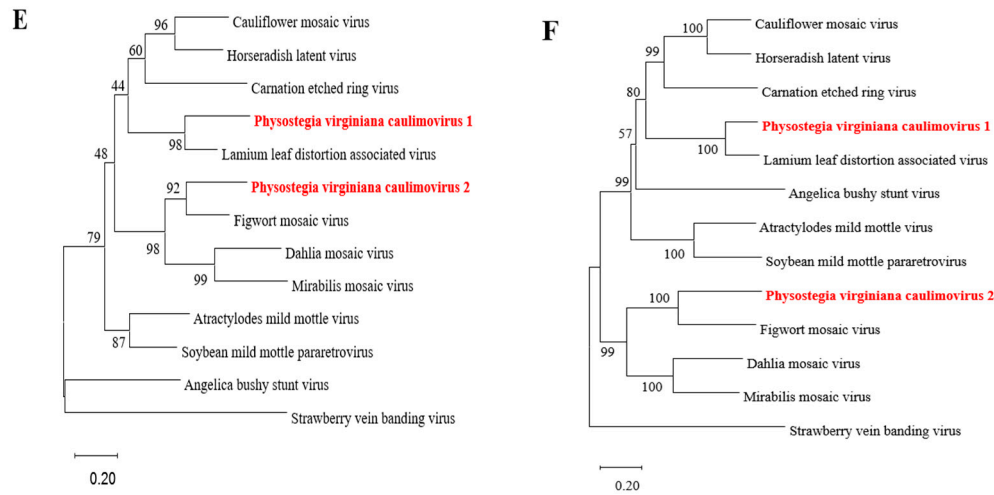 E
96
Cauliflower mosaic virus
60
Horseradish latent virus
44
Carnation etched ring virus
Physostegia virginiana caulimovirus 1
98
Lamium leaf distortion associated virus
48
92
Physostegia virginiana caulimovirus 2
Figwort mosaic virus
79
98
Dahlia mosaic virus
99
Mirabilis mosaic virus
Atractylodes mild mottle virus
87
Soybean mild mottle pararetrovirus
Angelica bushy stunt virus
Strawberry vein banding virus
0.20
F
100
Cauliflower mosaic virus
99
Horseradish latent virus
80
Carnation etched ring virus
57
Physostegia virginiana caulimovirus 1
100
Lamium leaf distortion associated virus
99
Angelica bushy stunt virus
Atractylodes mild mottle virus
100
Soybean mild mottle pararetrovirus
100
Physostegia virginiana caulimovirus 2
Figwort mosaic virus
99
Dahlia mosaic virus
100
Mirabilis mosaic virus
Strawberry vein banding virus
0.20